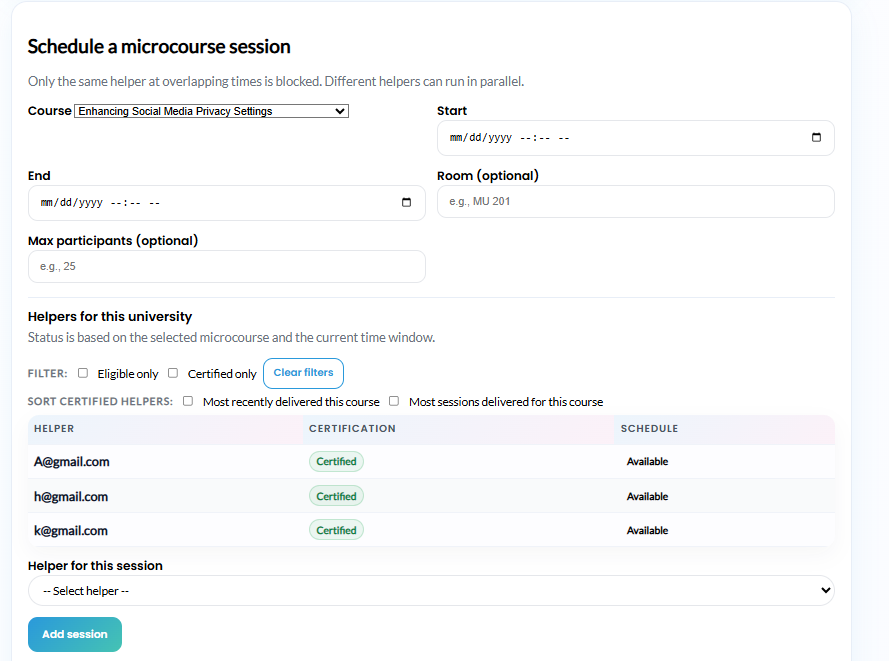 Schedule a microcourse session
Only the same helper at overlapping times is blocked. Different helpers can run in parallel.
Course Enhancing Social Media Privacy Settings
Start
mm/dd/yyyy --:-- --
End
mm/dd/yyyy --:-- --
Room (optional)
e.g., MU 201
Max participants (optional)
e.g., 25
Helpers for this university
Status is based on the selected microcourse and the current time window.
FILTER: Eligible only Certified only Clear filters
SORT CERTIFIED HELPERS: Most recently delivered this course Most sessions delivered for this course
HELPER CERTIFICATION SCHEDULE
A@gmail.com Certified Available
h@gmail.com Certified Available
k@gmail.com Certified Available
Helper for this session
-- Select helper --
Add session